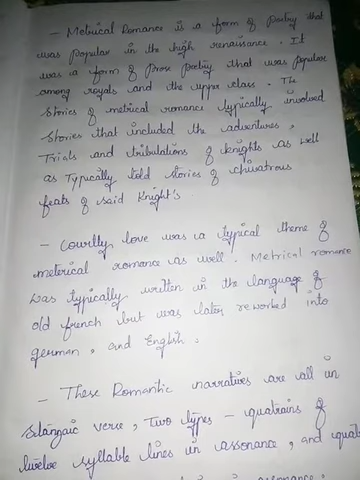 - Metrical Romance is a form of Poetry that
was Popular in the high renaissance. It
was a form of Prose Poetry that was popular
among royals and the upper class. The
Stories of metrical romance typically involved
Stories that included the adventures,
Trials and tribulations of knights as well
as Typically told stories of chivatrous
feats of said Knight's.
- Courltly love was a typical theme of
meterical romance as well. Metrical romance
was typically written in the language of
old french but was later reworked into
german, and English.
- These Romantic narratives are all in
verse, Two types - quatrains of
twelve syllable lines in assonance, and